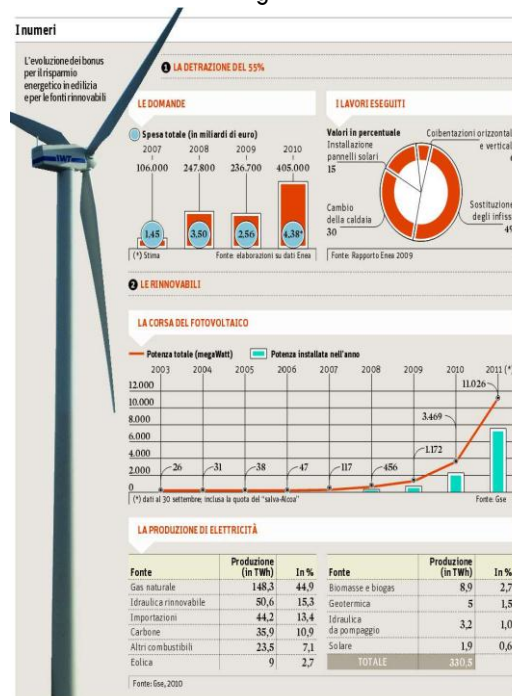 I numeri
L'evoluzione dei bonus
per il risparmio
energetico in edilizia
e per le fonti rinnovabili
1 LA DETRAZIONE DEL 55%
LE DOMANDE
Spesa totale (in miliardi di euro)
2007 2008 2009 2010
106.000 247.800 236.700 405.000
1,45 3,50 2,56 4,38*
(*) Stima
Fonte: elaborazioni su dati Enea
I LAVORI ESEGUITI
Valori in percentuale
Installazione
pannelli solari
15
Coibentazioni orizzontal
e vertical
6
Cambio
della caldaia
30
Sostituzione
degli infiss
49
Fonte: Rapporto Enea 2009
2 LE RINNOVABILI
LA CORSA DEL FOTOVOLTAICO
Potenza totale (megaWatt) Potenza installata nell'anno
2003 2004 2005 2006 2007 2008 2009 2010 2011 (*)
12.000
10.000
8.000
6.000
4.000
2.000
0
26 31 38 47 117 456 1.172 3.469 11.026
(*) dati al 30 settembre, inclusa la quota del "salva-Alcoa"
Fonte: Gse
LA PRODUZIONE DI ELETTRICITÀ
Fonte Produzione (in TWh) In %
Gas naturale 148,3 44,9
Idraulica rinnovabile 50,6 15,3
Importazioni 44,2 13,4
Carbone 35,9 10,9
Altri combustibili 23,5 7,1
Eolica 9 2,7
Fonte Produzione (in TWh) In %
Biomasse e biogas 8,9 2,7
Geotermica 5 1,5
Idraulica
da pompaggio 3,2 1,0
Solare 1,9 0,6
TOTALE 330,5
Fonte: Gse, 2010